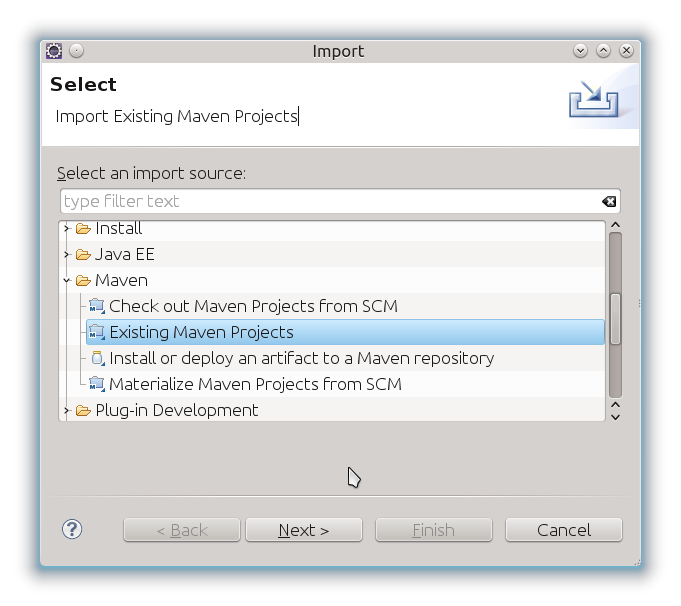 Import
Select
Import Existing Maven Projects
Select an import source:
type filter text
Install
Java EE
Maven
Check out Maven Projects from SCM
Existing Maven Projects
Install or deploy an artifact to a Maven repository
Materialize Maven Projects from SCM
Plug-in Development
? < Back Next > Finish Cancel